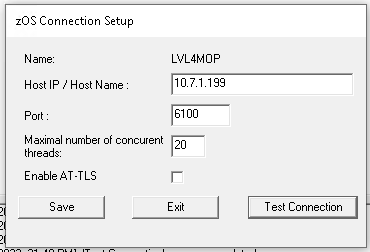 zOS Connection Setup
Name: LVL4MOP
Host IP / Host Name : 10.7.1.199
Port : 6100
Maximal number of concurent
threads: 20
Enable AT-TLS
Save Exit Test Connection